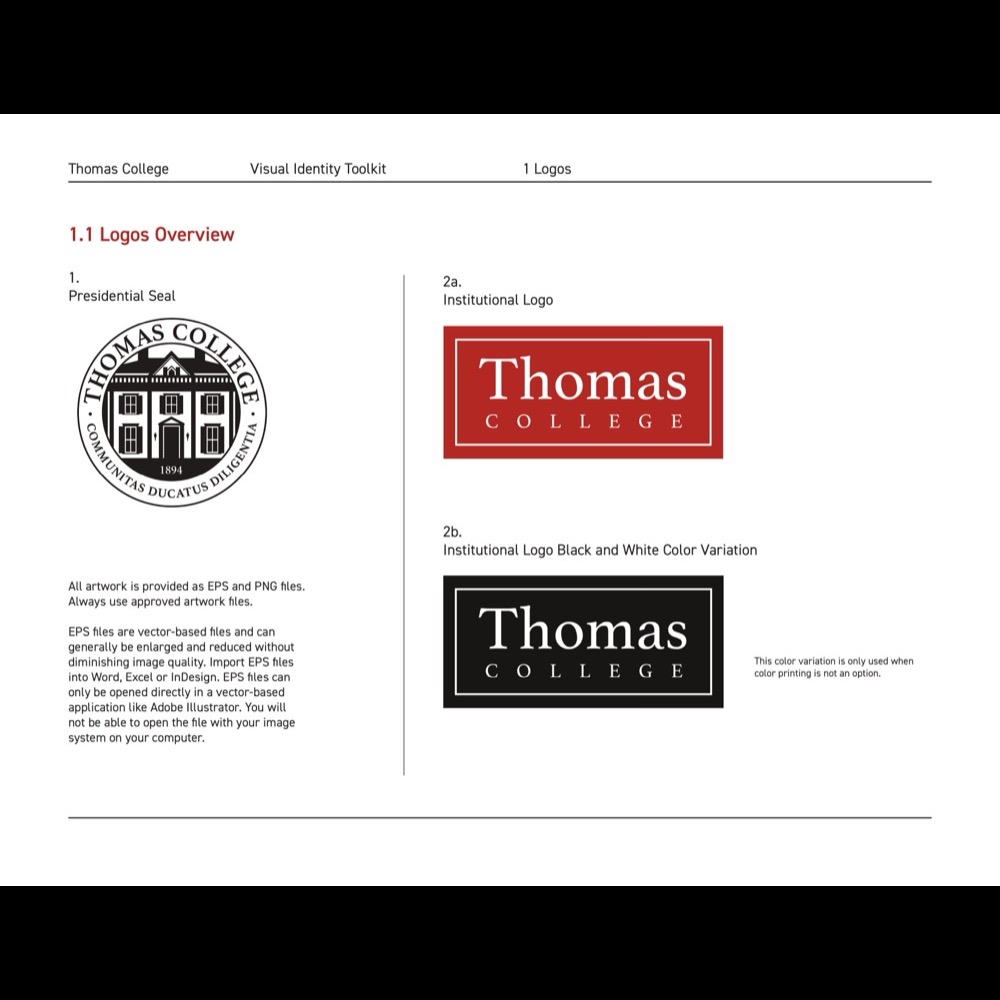 Thomas College Visual Identity Toolkit 1 Logos
1.1 Logos Overview
1.
Presidential Seal
THOMAS COLLEGE
1894
· COMMUNITAS DUCATUS DILIGENTIA ·
All artwork is provided as EPS and PNG files.
Always use approved artwork files.
EPS files are vector-based files and can
generally be enlarged and reduced without
diminishing image quality. Import EPS files
into Word, Excel or InDesign. EPS files can
only be opened directly in a vector-based
application like Adobe Illustrator. You will
not be able to open the file with your image
system on your computer.
2a.
Institutional Logo
Thomas
COLLEGE
2b.
Institutional Logo Black and White Color Variation
Thomas
COLLEGE
This color variation is only used when
color printing is not an option.